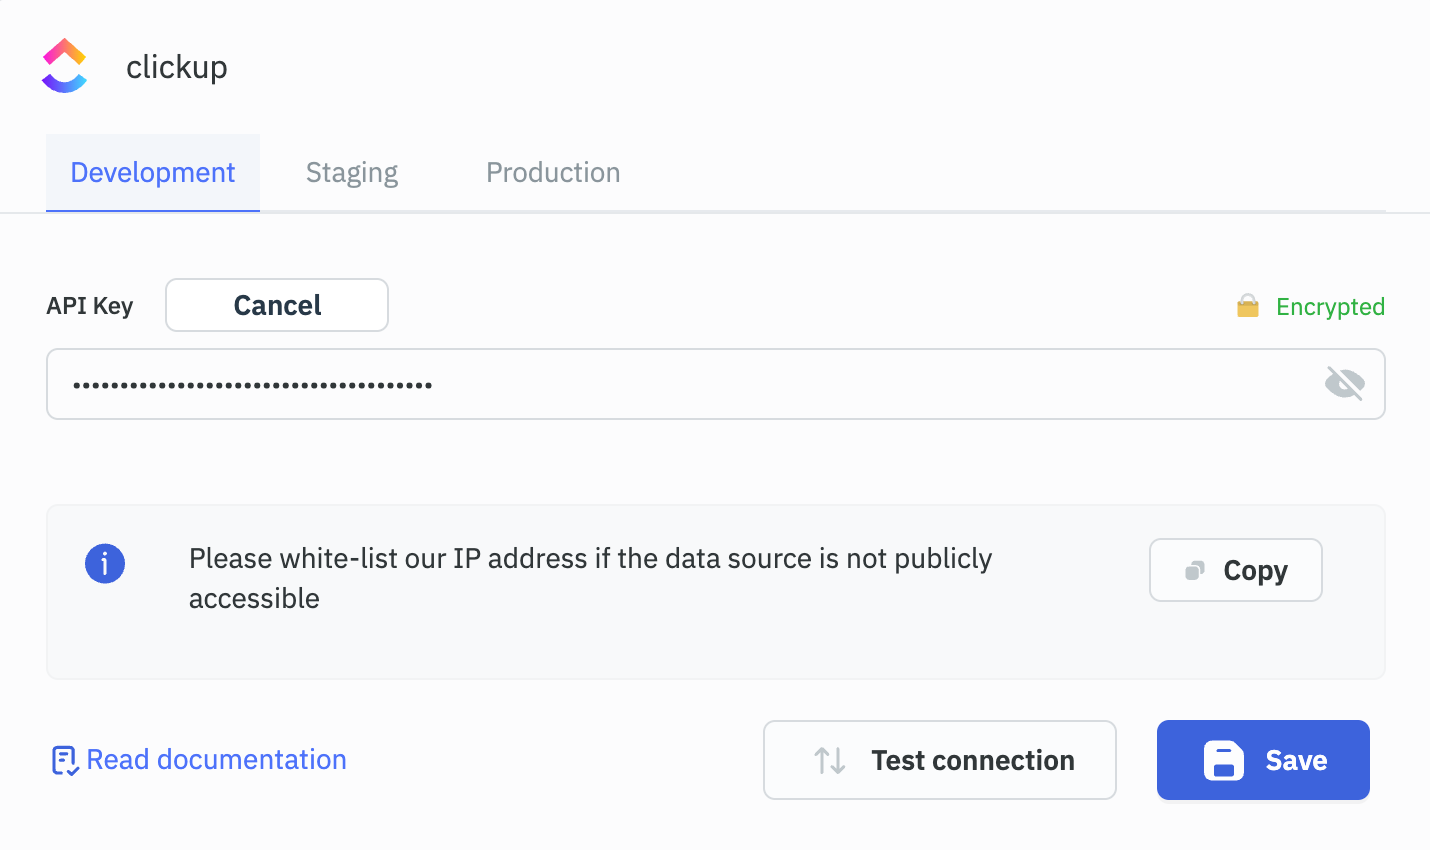 clickup
Development Staging Production
API Key Cancel Encrypted
••••••••••••••••••••••••••••••••••••••
Please white-list our IP address if the data source is not publicly
accessible
Copy
Read documentation Test connection Save